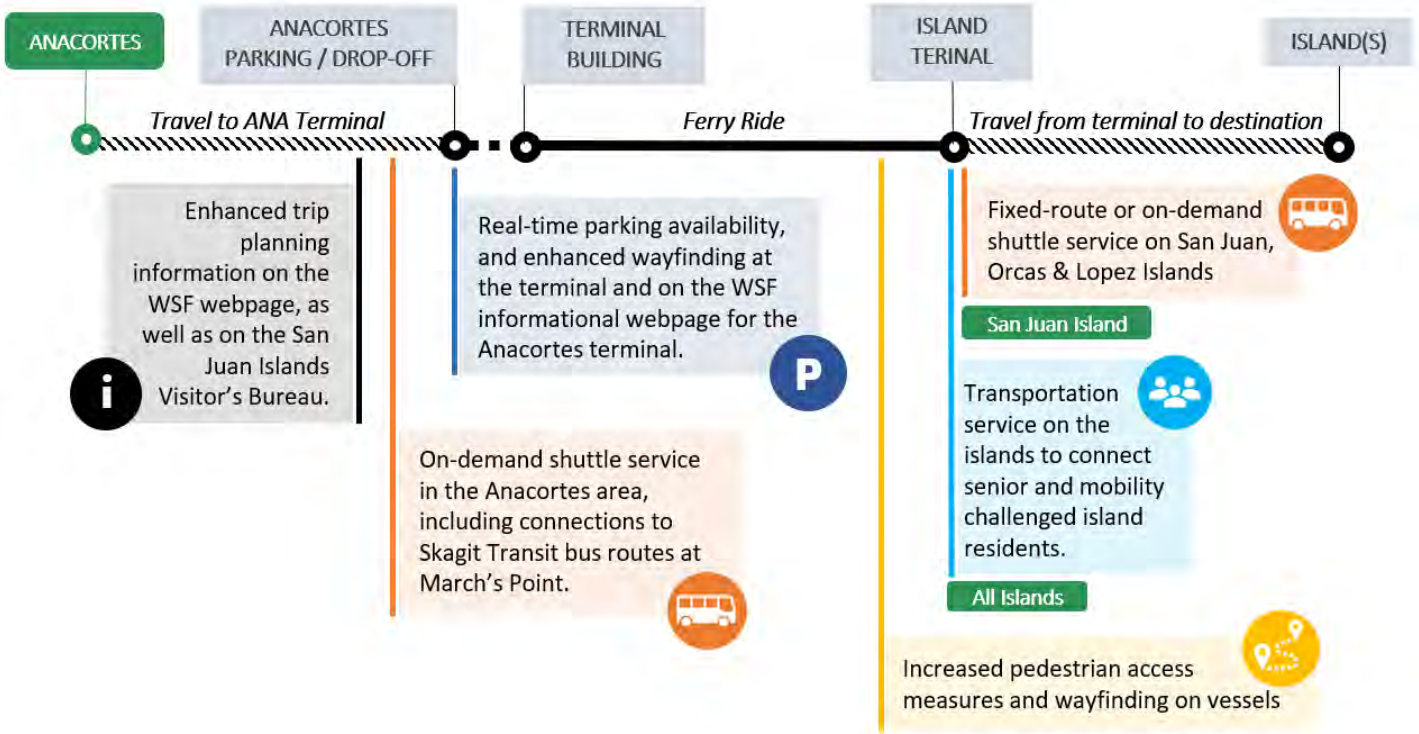 ANACORTES
ANACORTES
PARKING / DROP-OFF
TERMINAL
BUILDING
ISLAND
TERINAL
ISLAND(S)
Travel to ANA Terminal
Ferry Ride
Travel from terminal to destination
Enhanced trip
planning
information on the
WSF webpage, as
well as on the San
Juan Islands
Visitor's Bureau.
i
Real-time parking availability,
and enhanced wayfinding at
the terminal and on the WSF
informational webpage for the
Anacortes terminal.
P
On-demand shuttle service
in the Anacortes area,
including connections to
Skagit Transit bus routes at
March's Point.
Fixed-route or on-demand
shuttle service on San Juan,
Orcas & Lopez Islands
San Juan Island
Transportation
service on the
islands to connect
senior and mobility
challenged island
residents.
All Islands
Increased pedestrian access
measures and wayfinding on vessels